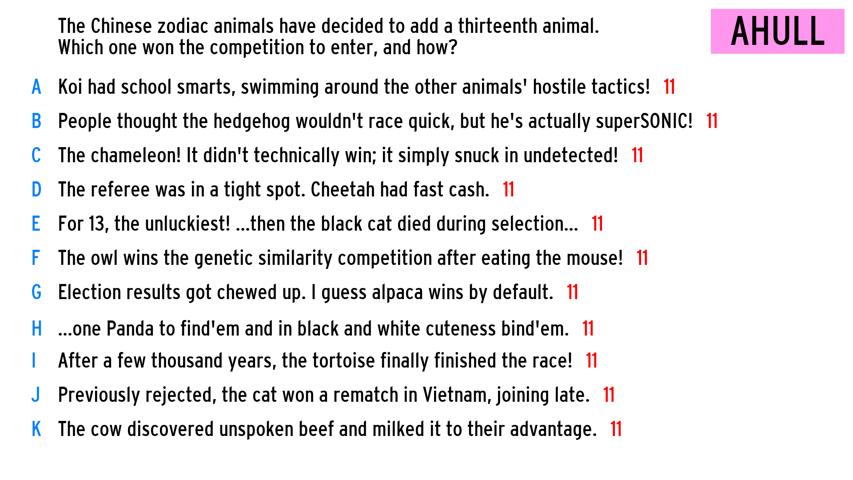 The Chinese zodiac animals have decided to add a thirteenth animal.
Which one won the competition to enter, and how?
AHULL
A Koi had school smarts, swimming around the other animals' hostile tactics! 11
B People thought the hedgehog wouldn't race quick, but he's actually superSONIC! 11
C The chameleon! It didn't technically win; it simply snuck in undetected! 11
D The referee was in a tight spot. Cheetah had fast cash. 11
E For 13, the unluckiest! ...then the black cat died during selection... 11
F The owl wins the genetic similarity competition after eating the mouse! 11
G Election results got chewed up. I guess alpaca wins by default. 11
H ...one Panda to find'em and in black and white cuteness bind'em. 11
I After a few thousand years, the tortoise finally finished the race! 11
J Previously rejected, the cat won a rematch in Vietnam, joining late. 11
K The cow discovered unspoken beef and milked it to their advantage. 11